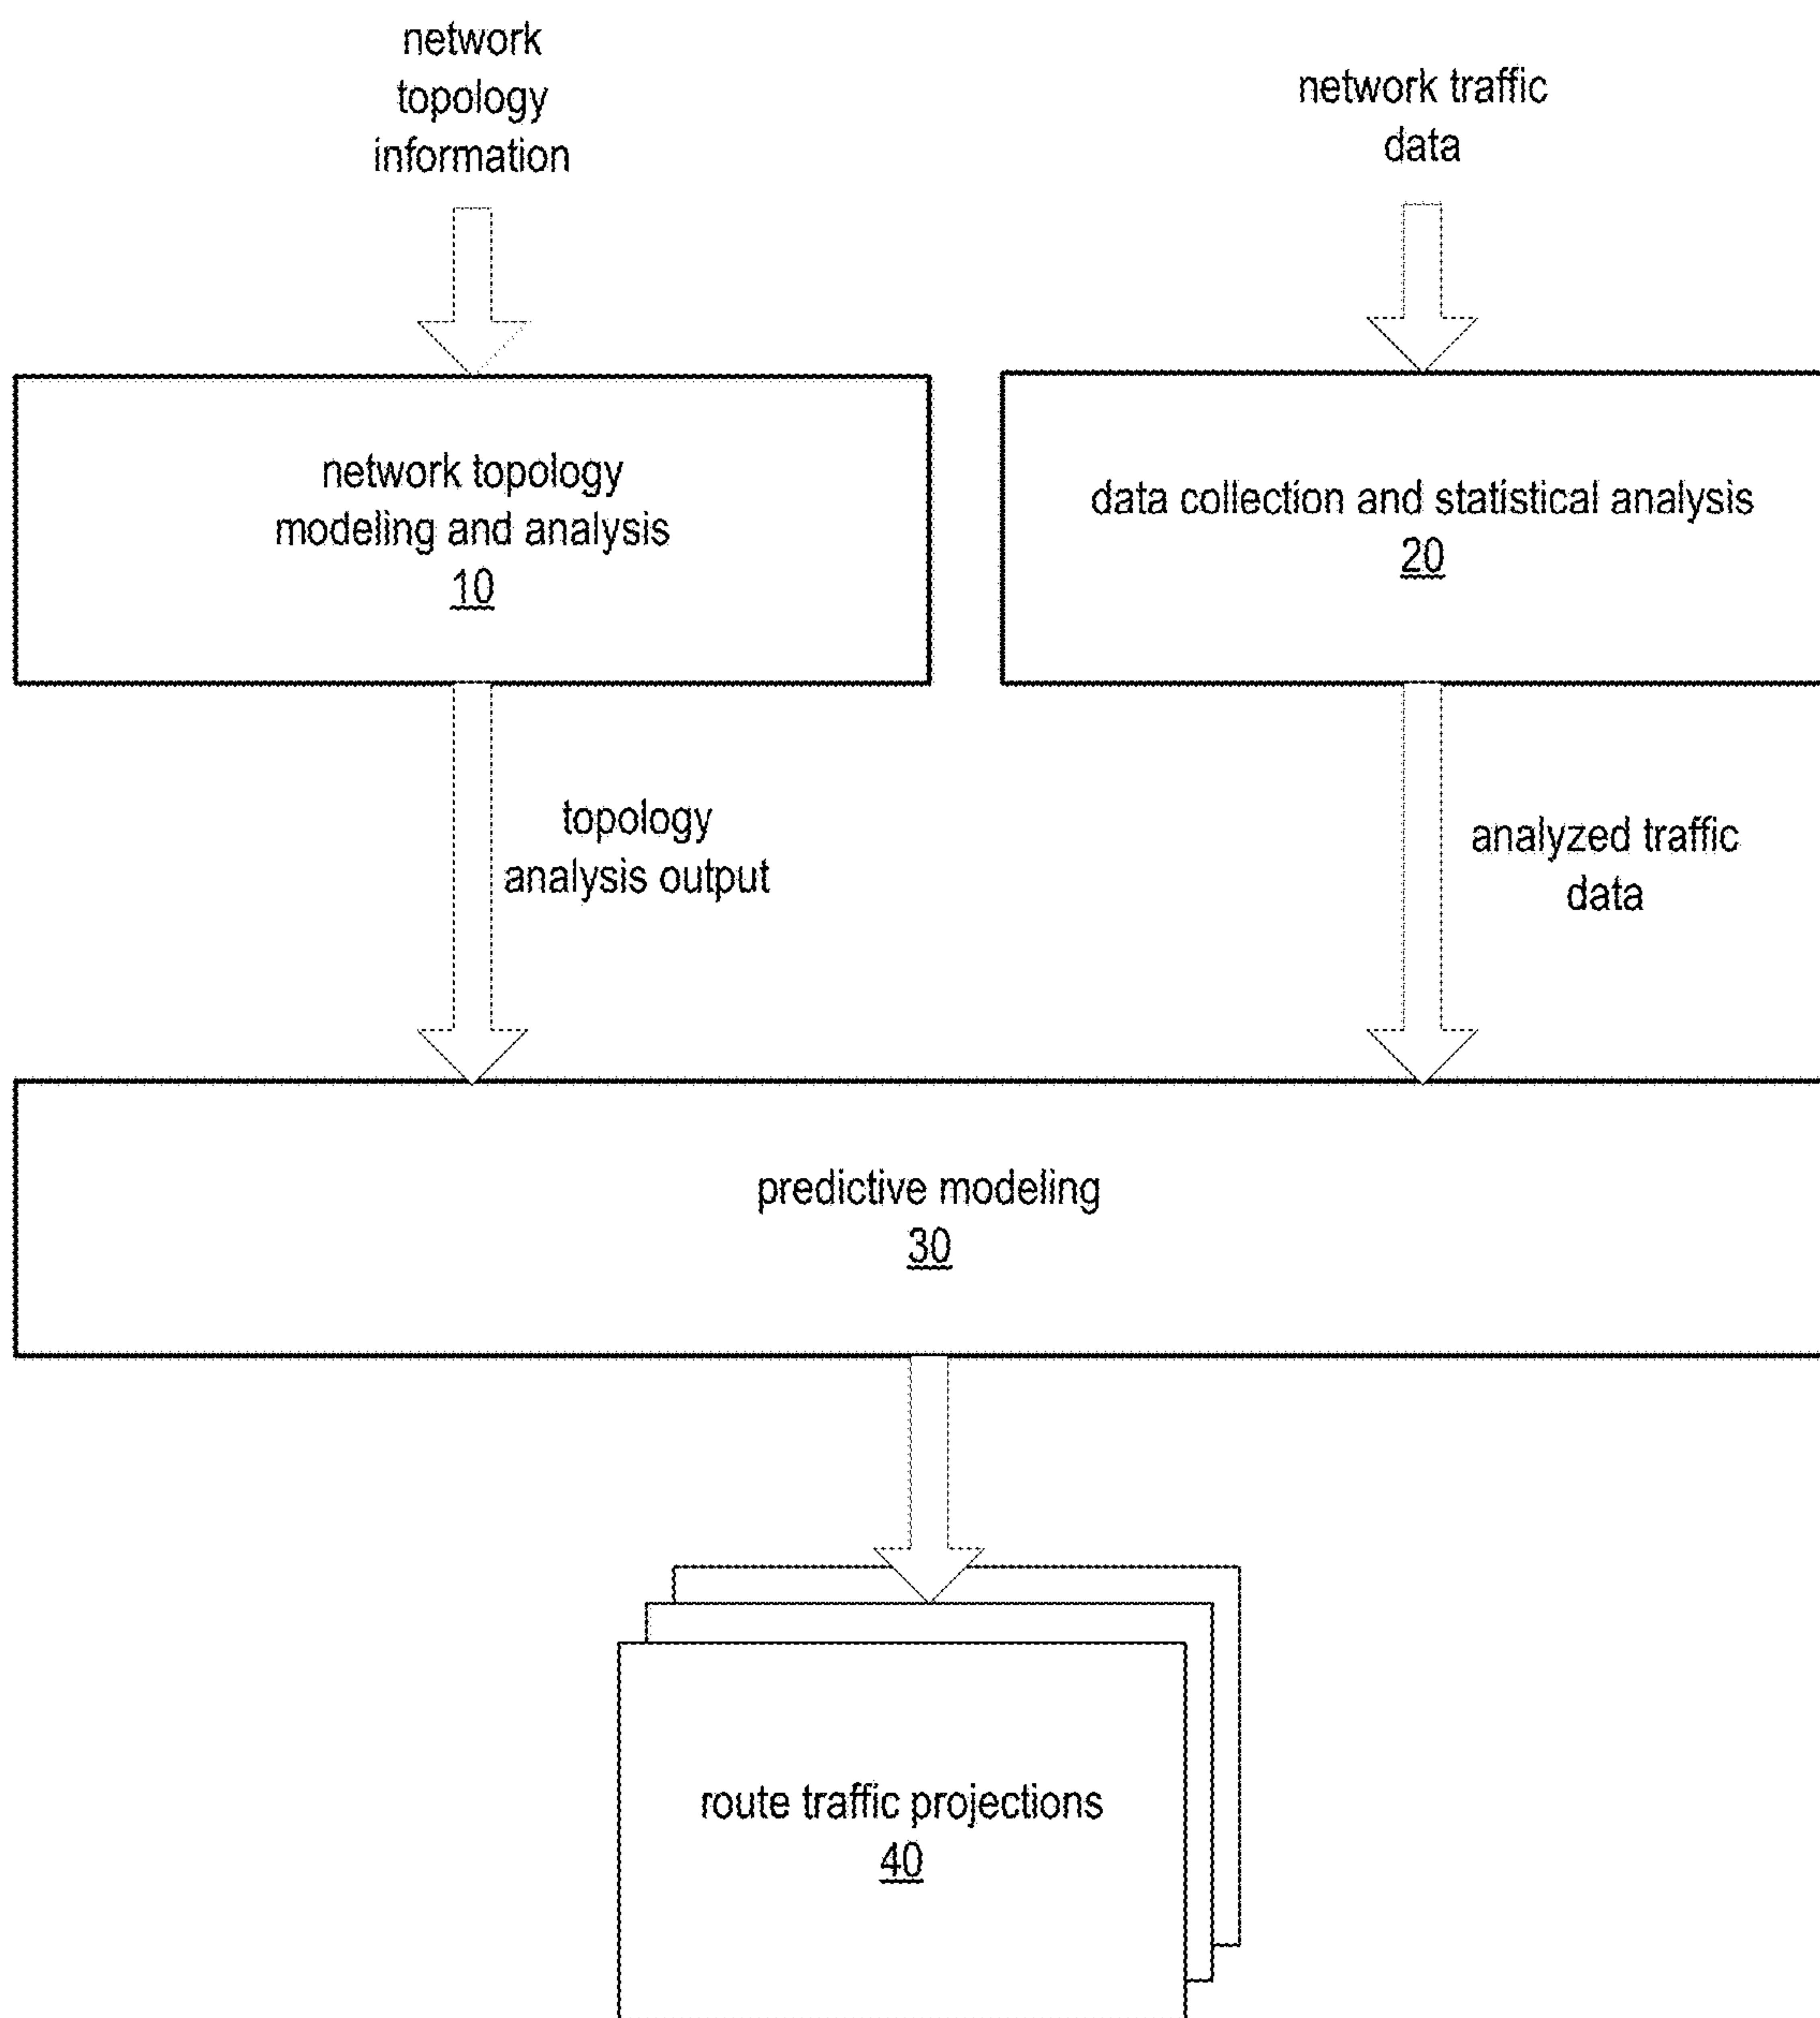 network
topology
information
network traffic
data
network topology
modeling and analysis
10
data collection and statistical analysis
20
topology
analysis output
analyzed traffic
data
predictive modeling
30
route traffic projections
40